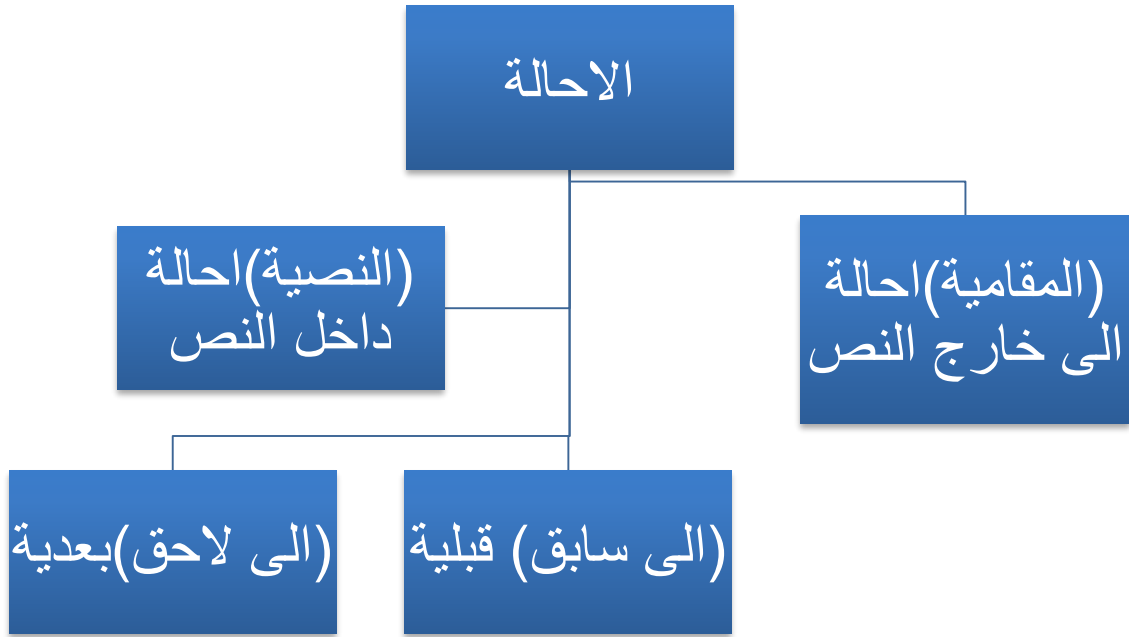 الاحالة
(المقامية)احالة
الى خارج النص
(النصية)احالة
داخل النص
(الى سابق) قبلية
(الى لاحق)بعدية